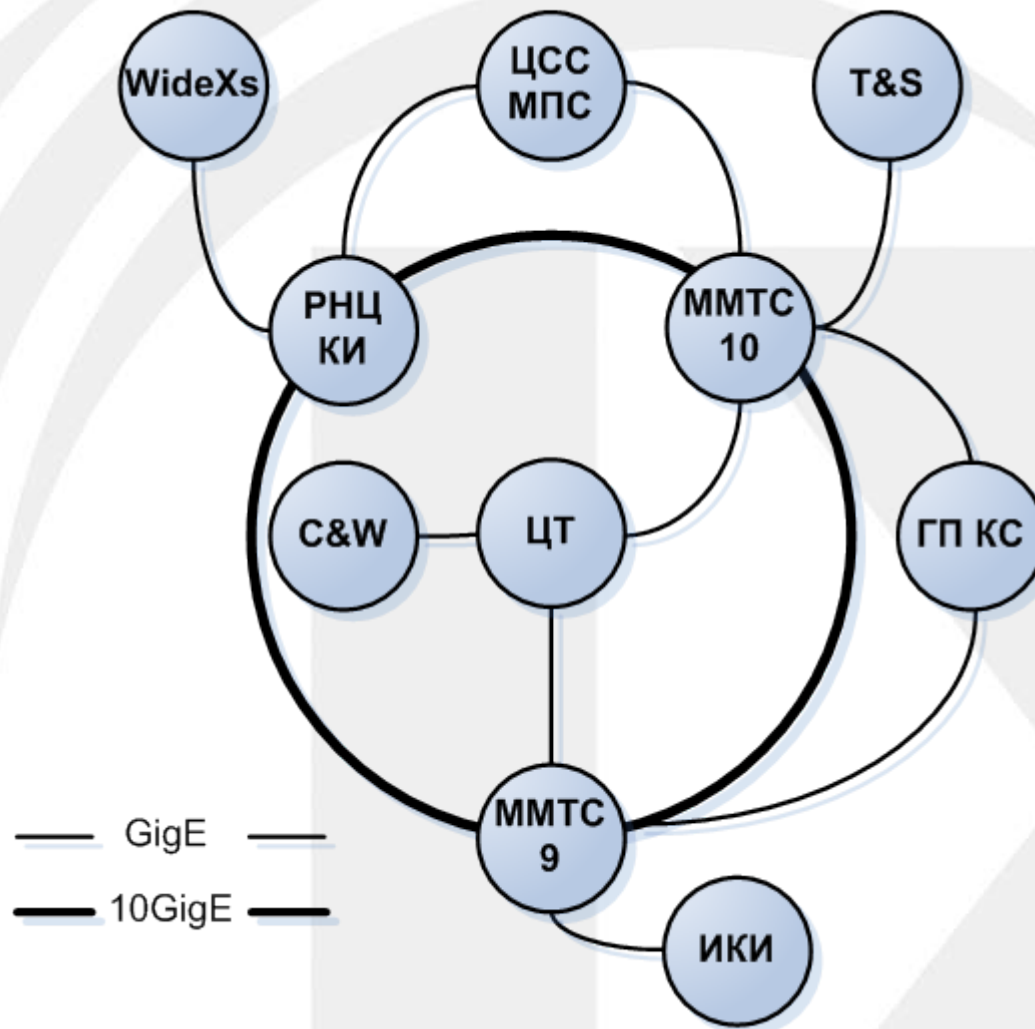 WideXs
ЦСС
МПС
T&S
РНЦ
КИ
ММТС
10
C&W
ЦТ
ГП КС
ММТС
9
GigE
10GigE
ИКИ